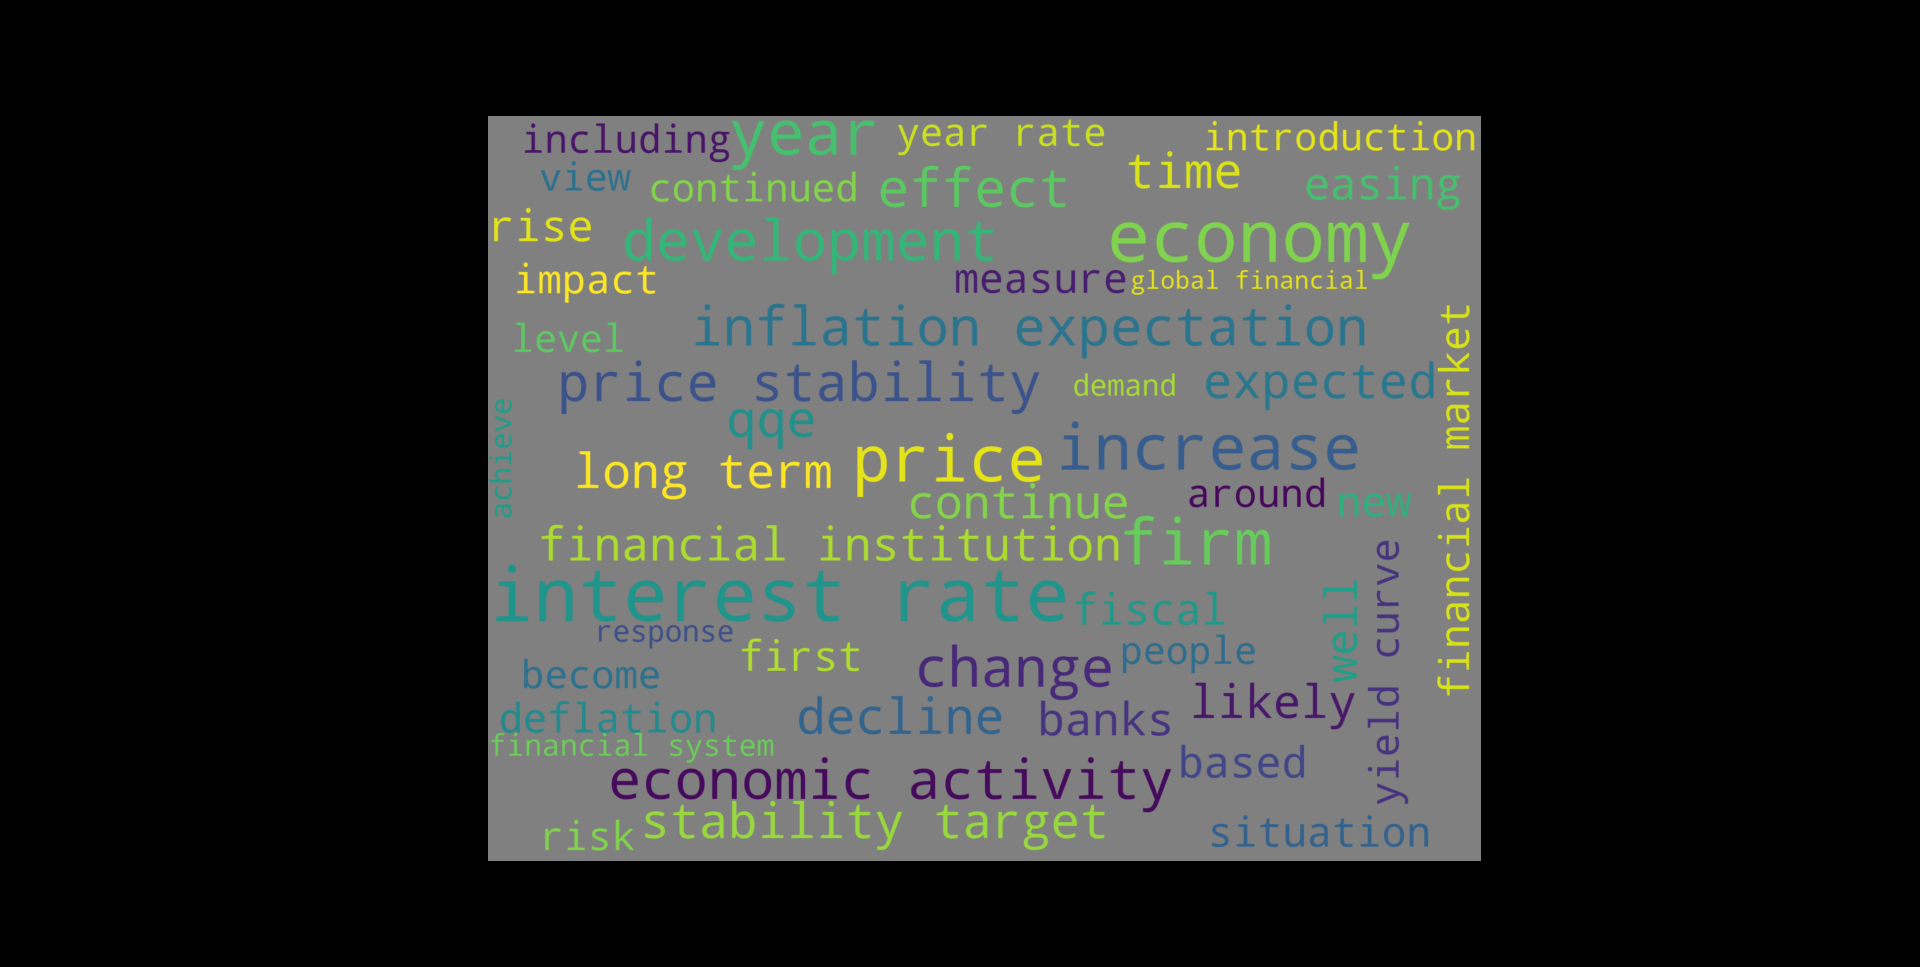 including
year
year rate
introduction
view
continued
effect
time
easing
rise
development
economy
impact
measure
global financial
level
inflation expectation
financial market
price stability
demand
expected
achieve
qqe
long term
price
increase
continue
around
new
financial institution
firm
interest rate
fiscal
well
yield curve
response
first
change
people
become
deflation
decline
banks
likely
financial system
economic activity
based
risk
stability target
situation